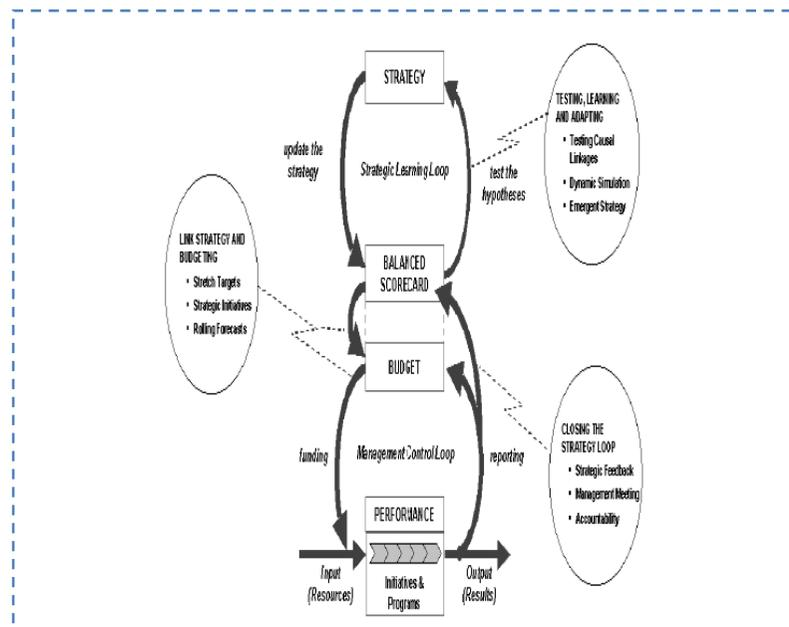 STRATEGY
update the
strategy
Strategic Learning Loop
test the
hypotheses
TESTING, LEARNING
AND ADAPTING
• Testing Causal
Linkages
• Dynamic Simulation
• Emergent Strategy
LINK STRATEGY AND
BUDGETING
• Stretch Targets
• Strategic Initiatives
• Rolling Forecasts
BALANCED
SCORECARD
BUDGET
funding
Management Control Loop
reporting
CLOSING THE
STRATEGY LOOP
• Strategic Feedback
• Management Meeting
• Accountability
PERFORMANCE
Input
(Resources)
Initiatives &
Programs
Output
(Results)